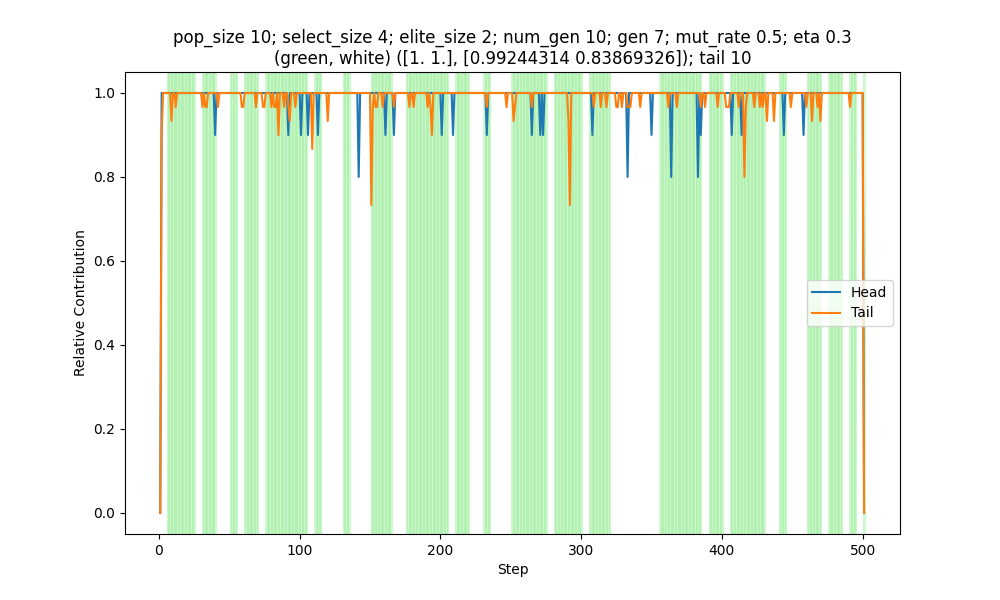 pop_size 10; select_size 4; elite_size 2; num_gen 10; gen 7; mut_rate 0.5; eta 0.3
(green, white) ([1. 1.], [0.99244314 0.83869326]); tail 10
1.0
0.8
0.6
0.4
0.2
0.0
Relative Contribution
Head
Tail
0
100
200
300
400
500
Step